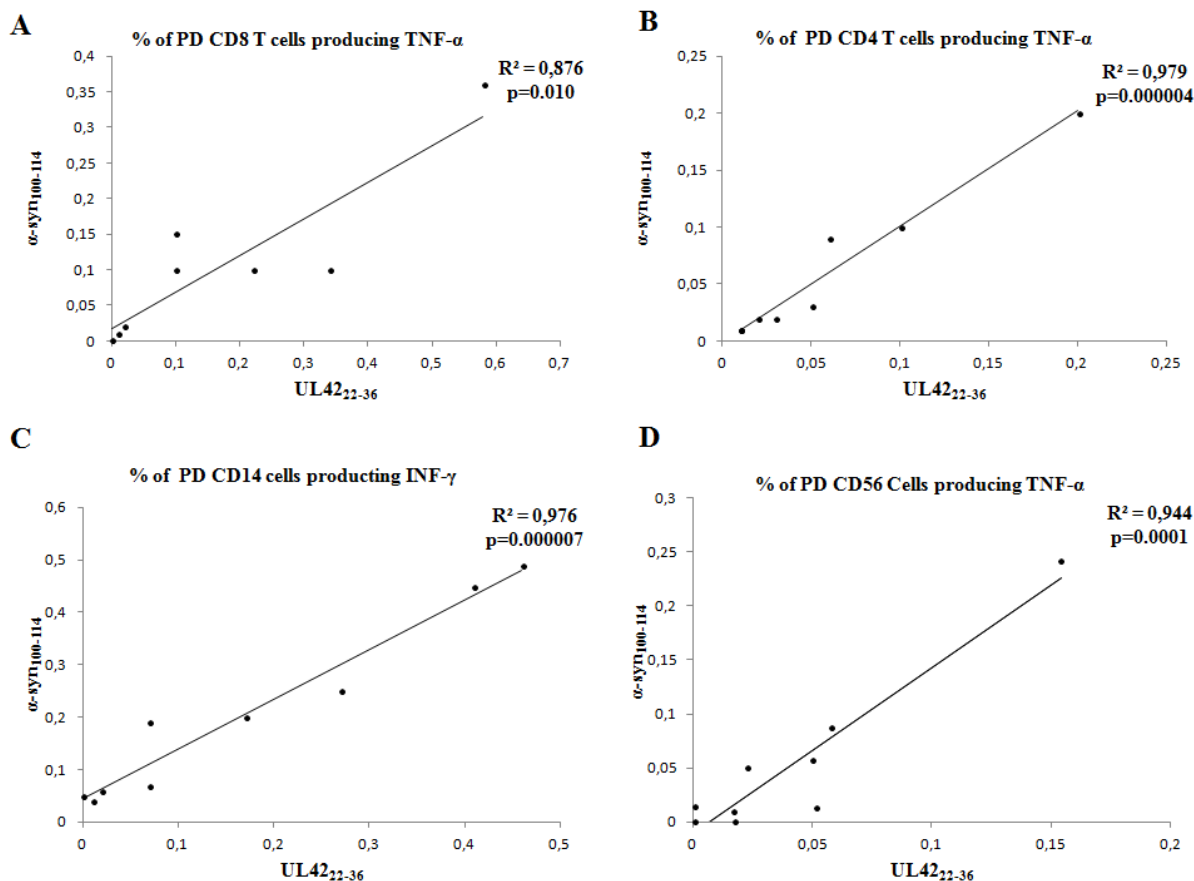 A
% of PD CD8 T cells producing TNF-α
R² = 0,876
p=0.010
0,4
0,35
0,3
0,25
0,2
0,15
0,1
0,05
0
α-syn100-114
0 0,1 0,2 0,3 0,4 0,5 0,6 0,7
UL4222-36
B
% of PD CD4 T cells producing TNF-α
R² = 0,979
p=0.000004
0,25
0,2
0,15
0,1
0,05
0
α-syn100-114
0 0,05 0,1 0,15 0,2 0,25
UL4222-36
C
% of PD CD14 cells producting INF-γ
R² = 0,976
p=0.000007
0,6
0,5
0,4
0,3
0,2
0,1
0
α-syn100-114
0 0,1 0,2 0,3 0,4 0,5
UL4222-36
D
% of PD CD56 Cells producing TNF-α
R² = 0,944
p=0.0001
0,3
0,25
0,2
0,15
0,1
0,05
0
α-syn100-114
0 0,05 0,1 0,15 0,2
UL4222-36